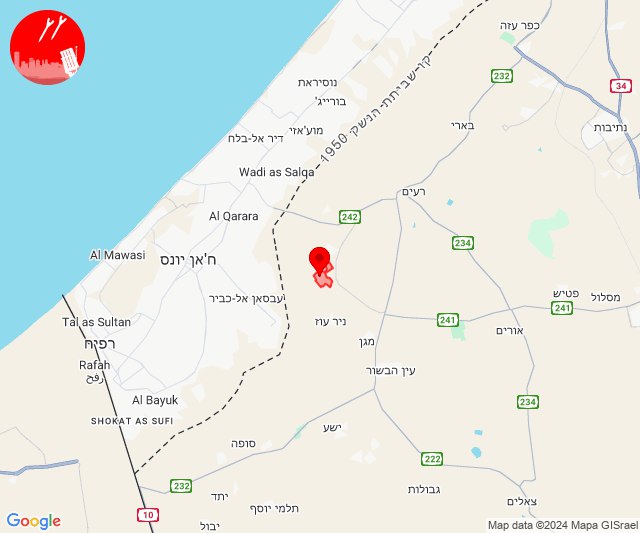 כפר עזה
232
34
קו שביתת הנשק 1950
נוסיראת
בורייג'
נתיבות
מוע'אזי
בארי
דיר אל-בלח
Wadi as Salqa
רעים
Al Qarara
242
234
Al Mawasi
ח'אן יונס
עבסאן אל-כביר
פטיש
מסלול
241
241
Tal as Sultan
ניר עוז
אורים
רפיח
מגן
Rafah
رفح
עין הבשור
Al Bayuk
234
SHOKAT AS SUFI
ישע
סופה
222
232
יתד
גבולות
צאלים
תלמי יוסף
10
יבול
Google
Map data ©2024 Mapa GISrael